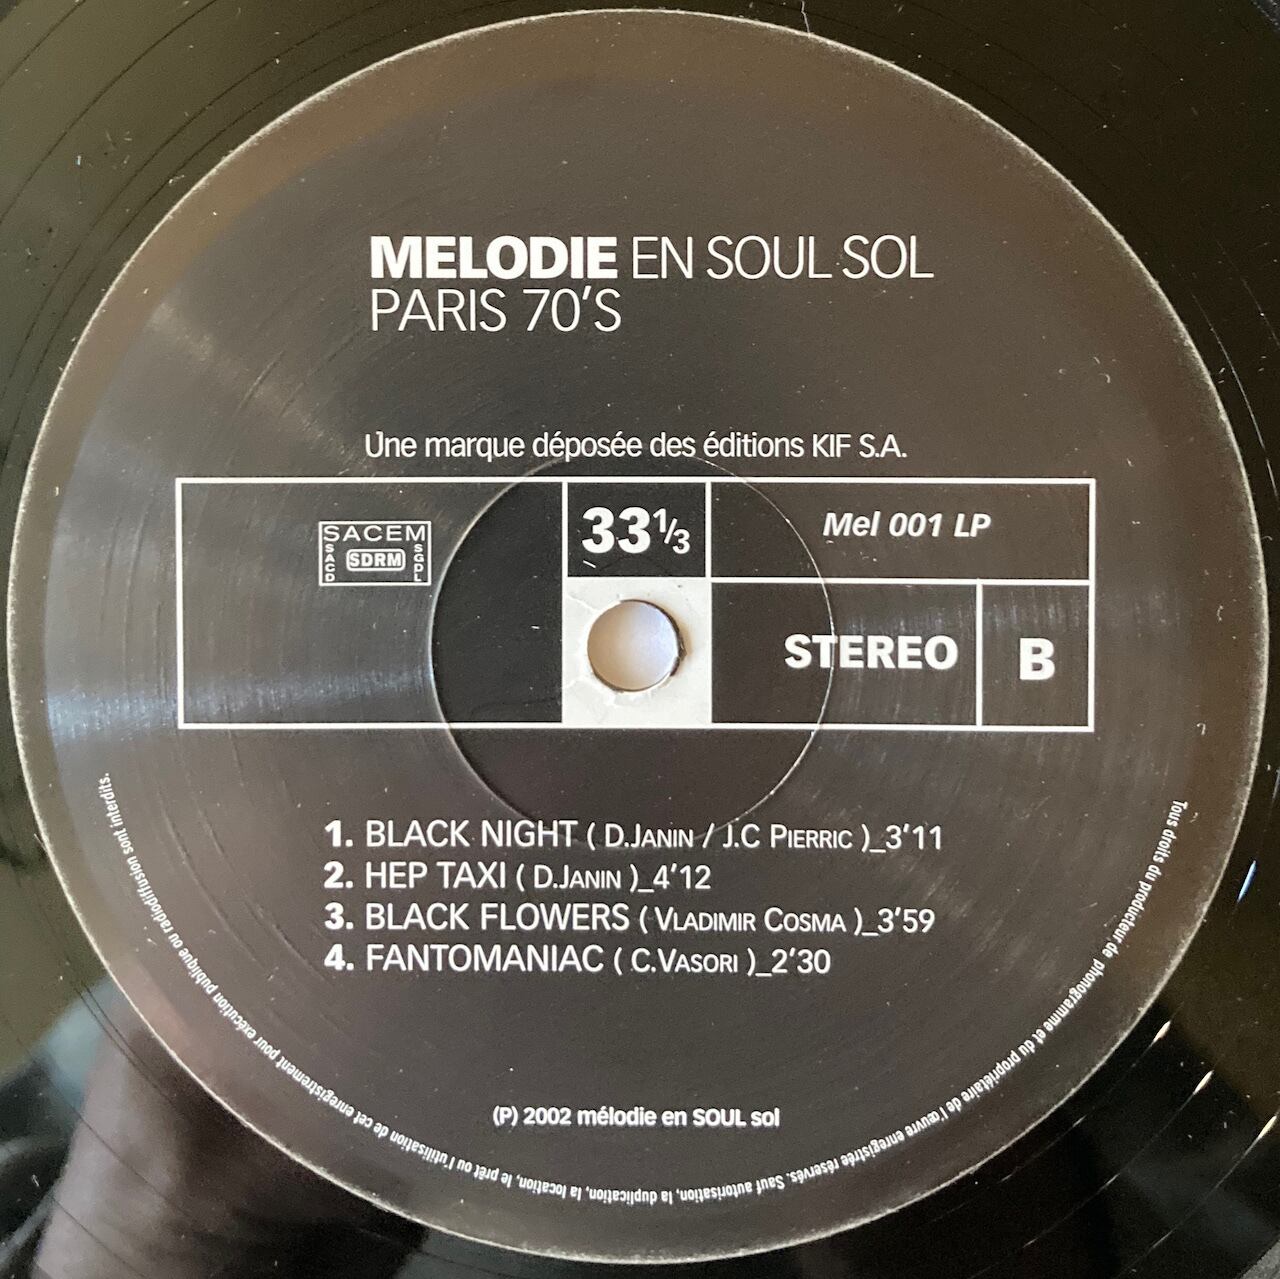 MELODIE EN SOUL SOL
PARIS 70'S
Une marque déposée des éditions KIF S.A.
SACEM
SACD
SDRM
SGDL
33 1/3
Mel 001 LP
STEREO
B
1. BLACK NIGHT ( D.JANIN / J.C PIERRIC )_3'11
2. HEP TAXI ( D.JANIN )_4'12
3. BLACK FLOWERS ( VLADIMIR COSMA )_3'59
4. FANTOMANIAC ( C.VASORI )_2'30
(P) 2002 mélodie en SOUL sol
Tous droits du producteur de phonogramme et du propriétaire de l'œuvre enregistrée réservés. Sauf autorisation, la duplication, la location, le prêt ou l'utilisation de cet enregistrement pour exécution publique ou radiodiffusion sont interdits.